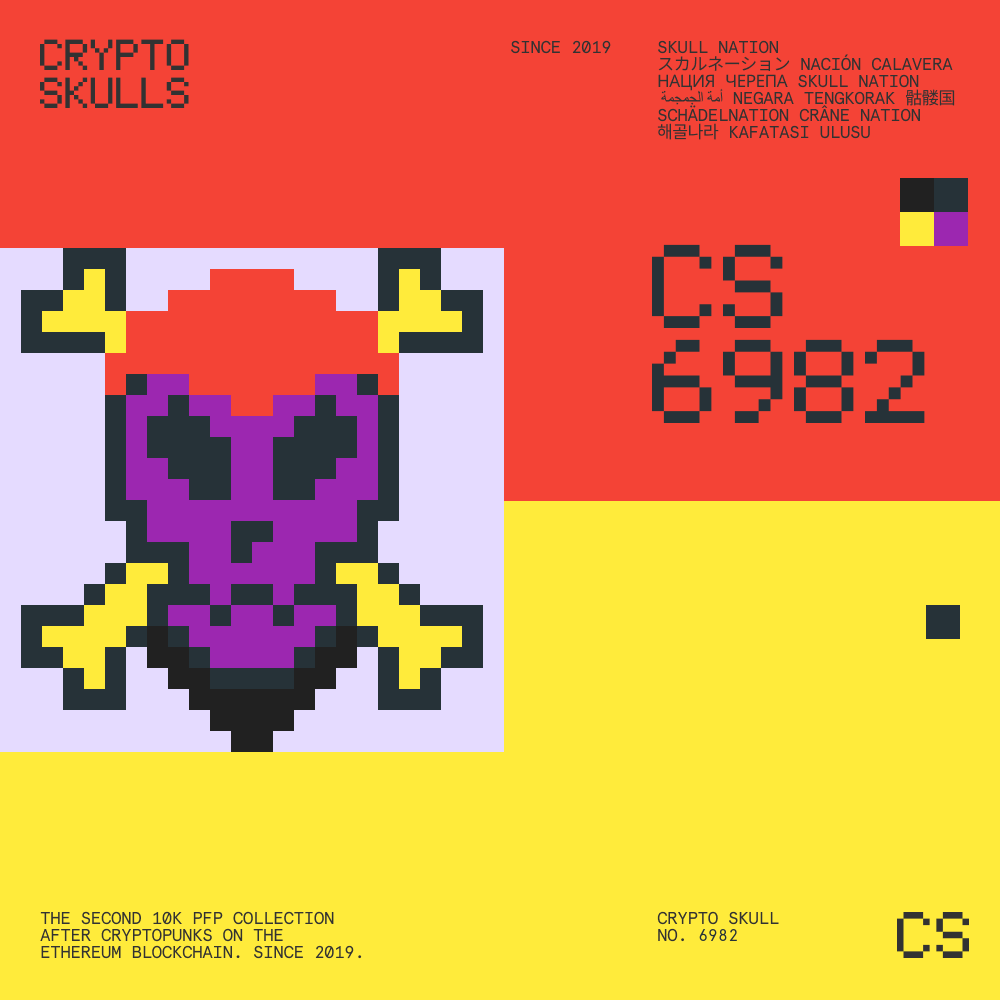 CRYPTO
SKULLS
SINCE 2019
SKULL NATION
スカルネーション NACIÓN CALAVERA
НАЦИЯ ЧЕРЕПА SKULL NATION
أمة الجمجمة NEGARA TENGKORAK 骷髅国
SCHÄDELNATION CRÂNE NATION
해골나라 KAFATASI ULUSU
CS
6982
THE SECOND 10K PFP COLLECTION
AFTER CRYPTOPUNKS ON THE
ETHEREUM BLOCKCHAIN. SINCE 2019.
CRYPTO SKULL
NO. 6982
CS